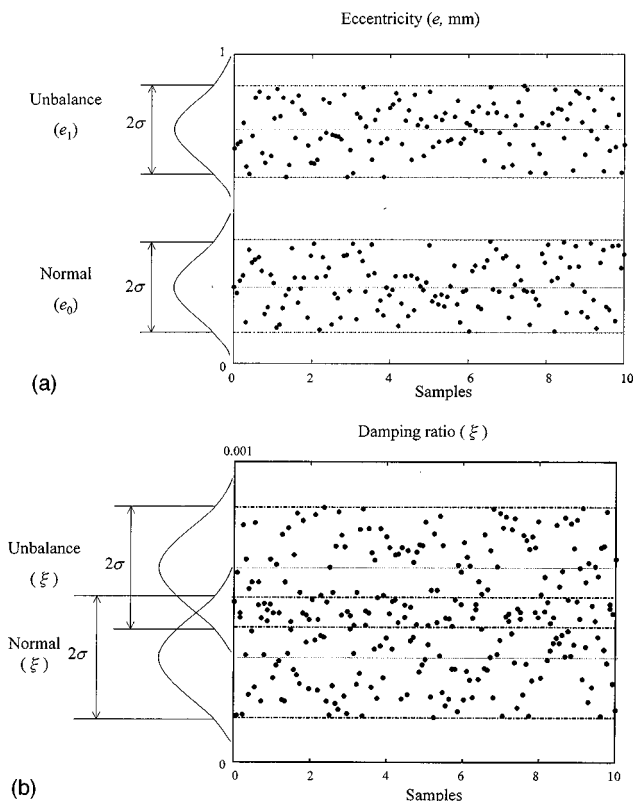 Eccentricity (e, mm)
1
Unbalance
(e₁)
2σ
Normal
(e₀)
2σ
0
0 2 4 6 8 10
Samples
(a)
Damping ratio ( ξ )
0.001
Unbalance
( ξ )
2σ
Normal
( ξ )
2σ
0
0 2 4 6 8 10
Samples
(b)